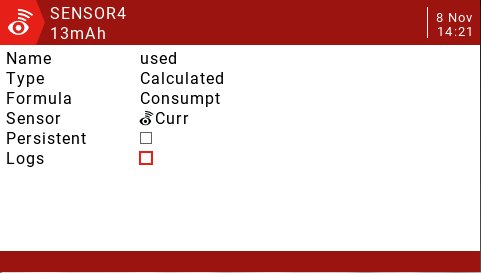 SENSOR4
13mAh
8 Nov
14:21
Name used
Type Calculated
Formula Consumpt
Sensor Curr
Persistent
Logs